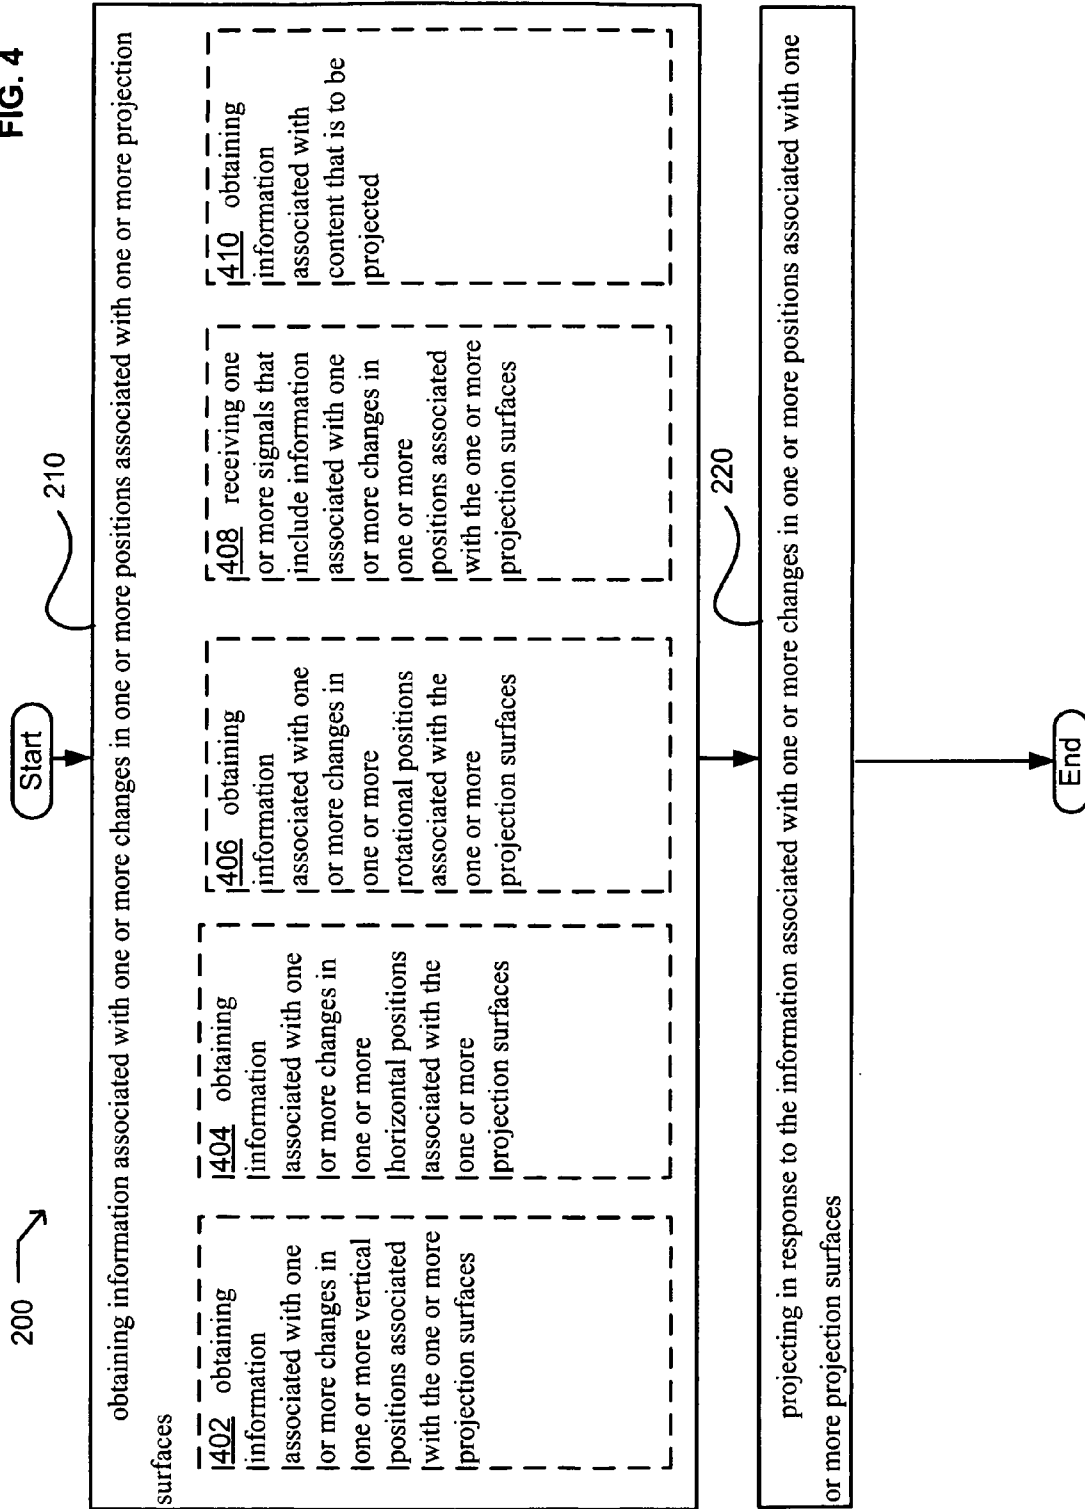 FIG. 4
200
Start
210
obtaining information associated with one or more changes in one or more positions associated with one or more projection
surfaces
402 obtaining
information
associated with one
or more changes in
one or more vertical
positions associated
with the one or more
projection surfaces
404 obtaining
information
associated with one
or more changes in
one or more
horizontal positions
associated with the
one or more
projection surfaces
406 obtaining
information
associated with one
or more changes in
one or more
rotational positions
associated with the
one or more
projection surfaces
408 receiving one
or more signals that
include information
associated with one
or more changes in
one or more
positions associated
with the one or more
projection surfaces
410 obtaining
information
associated with
content that is to be
projected
220
projecting in response to the information associated with one or more changes in one or more positions associated with one
or more projection surfaces
End